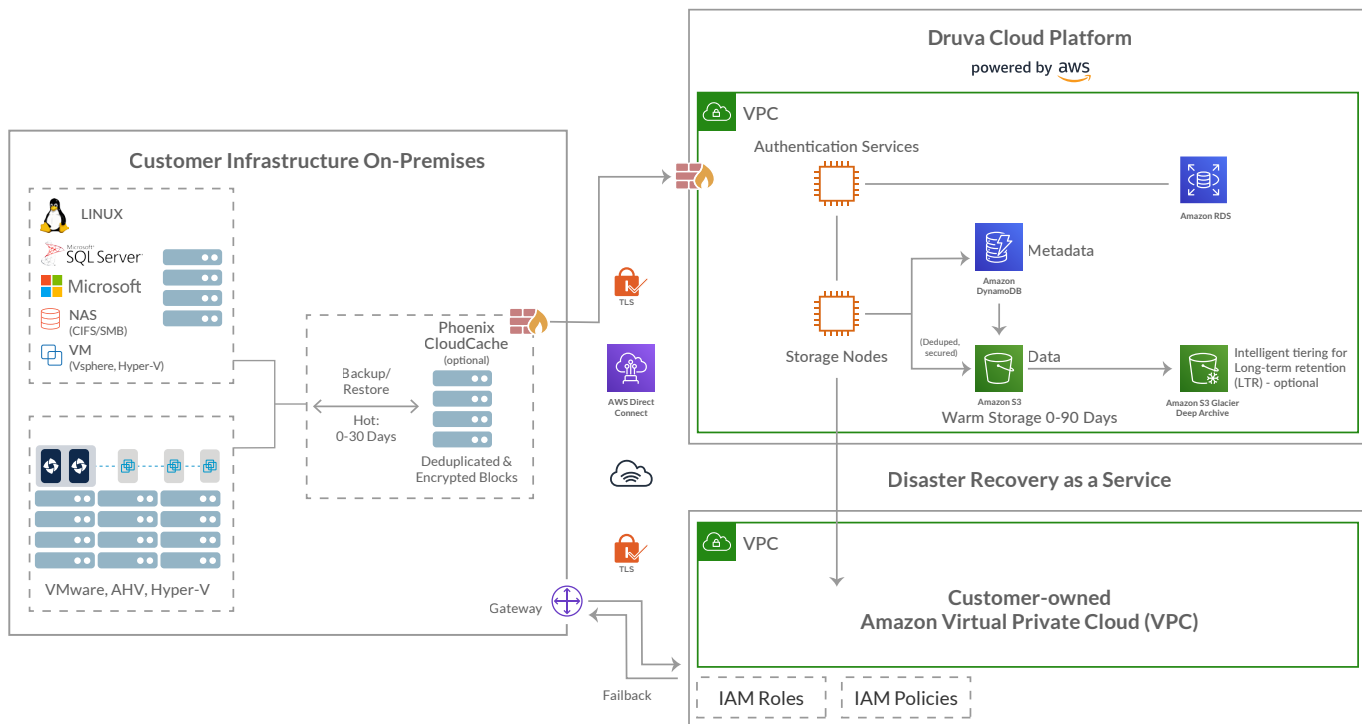 Druva Cloud Platform
powered by aws
VPC
Authentication Services
Amazon RDS
Metadata
Amazon
DynamoDB
Storage Nodes
(Deduped,
secured)
Data
Amazon S3
Warm Storage 0-90 Days
Intelligent tiering for
Long-term retention
(LTR) - optional
Amazon S3 Glacier
Deep Archive
Customer Infrastructure On-Premises
LINUX
Microsoft
SQL Server
Microsoft
NAS
(CIFS/SMB)
VM
(Vsphere, Hyper-V)
VMware, AHV, Hyper-V
Backup/
Restore
Hot:
0-30 Days
Phoenix
CloudCache
(optional)
Deduplicated &
Encrypted Blocks
TLS
AWS Direct
Connect
TLS
Gateway
Failback
Disaster Recovery as a Service
VPC
Customer-owned
Amazon Virtual Private Cloud (VPC)
IAM Roles
IAM Policies